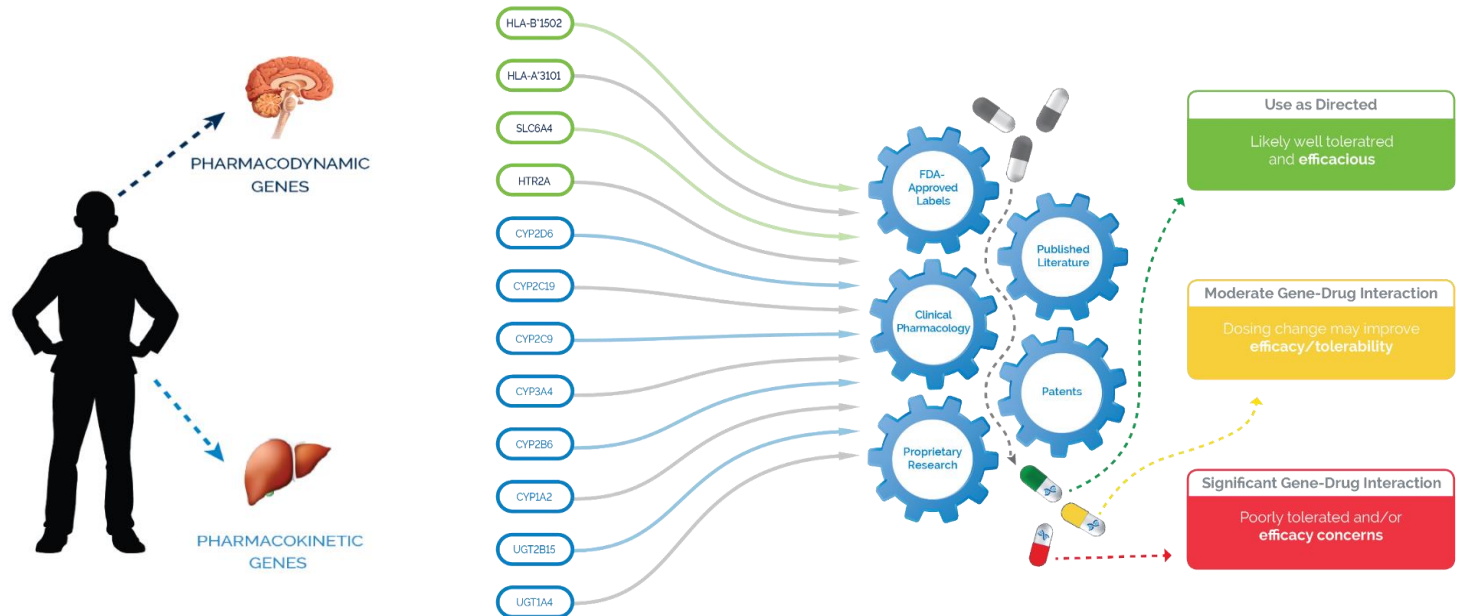 PHARMACODYNAMIC
GENES
PHARMACOKINETIC
GENES
HLA-B*1502
HLA-A*3101
SLC6A4
HTR2A
CYP2D6
CYP2C19
CYP2C9
CYP3A4
CYP2B6
CYP1A2
UGT2B15
UGT1A4
FDA-
Approved
Labels
Published
Literature
Clinical
Pharmacology
Patents
Proprietary
Research
Use as Directed
Likely well toleratred
and efficacious
Moderate Gene-Drug Interaction
Dosing change may improve
efficacy/tolerability
Significant Gene-Drug Interaction
Poorly tolerated and/or
efficacy concerns